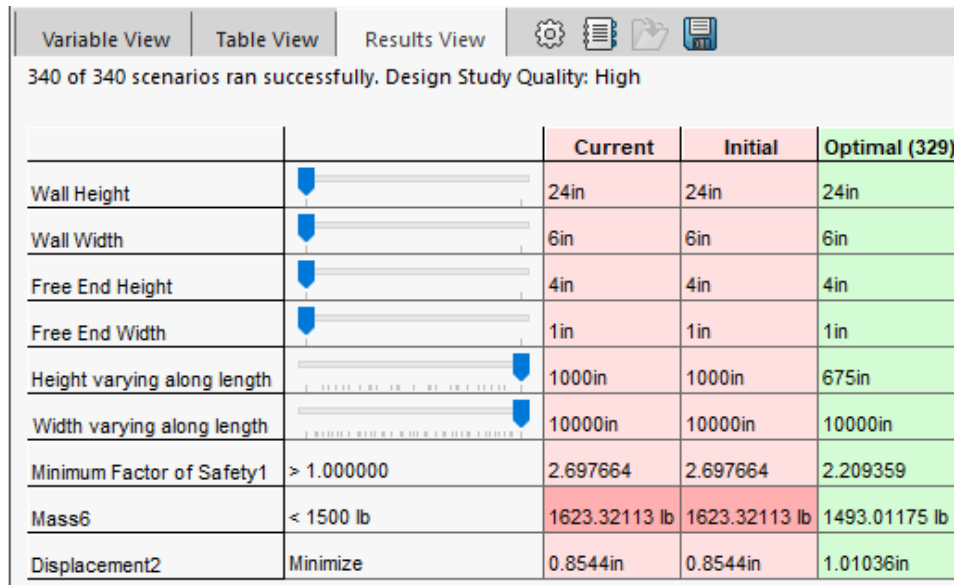 Variable View Table View Results View
340 of 340 scenarios ran successfully. Design Study Quality: High
Current Initial Optimal (329)
Wall Height 24in 24in 24in
Wall Width 6in 6in 6in
Free End Height 4in 4in 4in
Free End Width 1in 1in 1in
Height varying along length 1000in 1000in 675in
Width varying along length 10000in 10000in 10000in
Minimum Factor of Safety1 > 1.000000 2.697664 2.697664 2.209359
Mass6 < 1500 lb 1623.32113 lb 1623.32113 lb 1493.01175 lb
Displacement2 Minimize 0.8544in 0.8544in 1.01036in